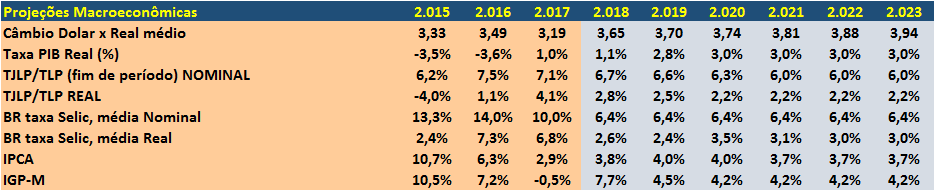 Projeções Macroeconômicas 2.015 2.016 2.017 2.018 2.019 2.020 2.021 2.022 2.023
Câmbio Dolar x Real médio 3,33 3,49 3,19 3,65 3,70 3,74 3,81 3,88 3,94
Taxa PIB Real (%) -3,5% -3,6% 1,0% 1,1% 2,8% 3,0% 3,0% 3,0% 3,0%
TJLP/TLP (fim de período) NOMINAL 6,2% 7,5% 7,1% 6,7% 6,6% 6,3% 6,0% 6,0% 6,0%
TJLP/TLP REAL -4,0% 1,1% 4,1% 2,8% 2,5% 2,2% 2,2% 2,2% 2,2%
BR taxa Selic, média Nominal 13,3% 14,0% 10,0% 6,4% 6,4% 6,4% 6,4% 6,4% 6,4%
BR taxa Selic, média Real 2,4% 7,3% 6,8% 2,6% 2,4% 3,5% 3,1% 3,0% 3,0%
IPCA 10,7% 6,3% 2,9% 3,8% 4,0% 4,0% 3,7% 3,7% 3,7%
IGP-M 10,5% 7,2% -0,5% 7,7% 4,5% 4,2% 4,2% 4,2% 4,2%